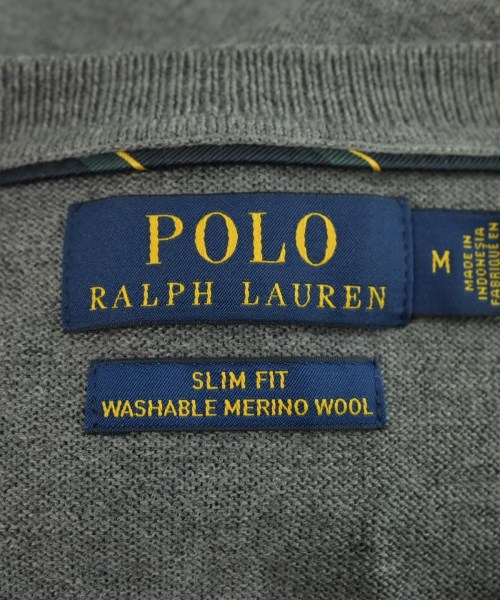 POLO
RALPH LAUREN
M
MADE IN
INDONESIA
FABRIQUÉ EN
SLIM FIT
WASHABLE MERINO WOOL